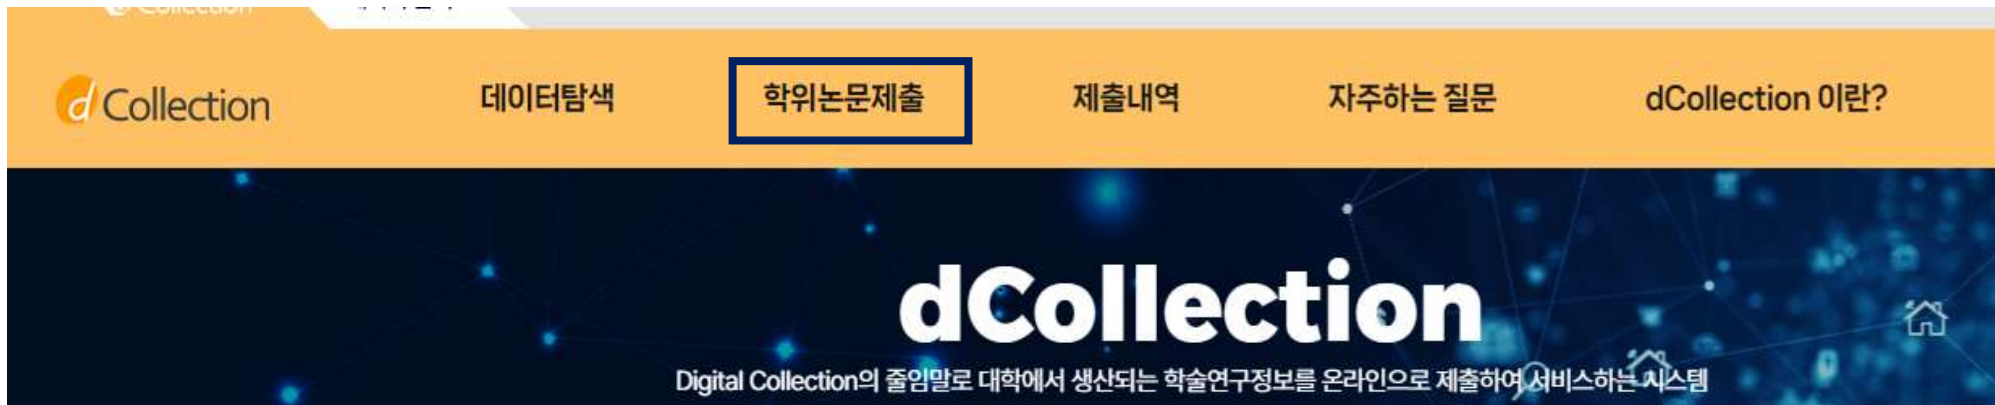 d Collection
데이터탐색
학위논문제출
제출내역
자주하는 질문
dCollection 이란?
dCollection
Digital Collection의 줄임말로 대학에서 생산되는 학술연구정보를 온라인으로 제출하여 서비스하는 시스템